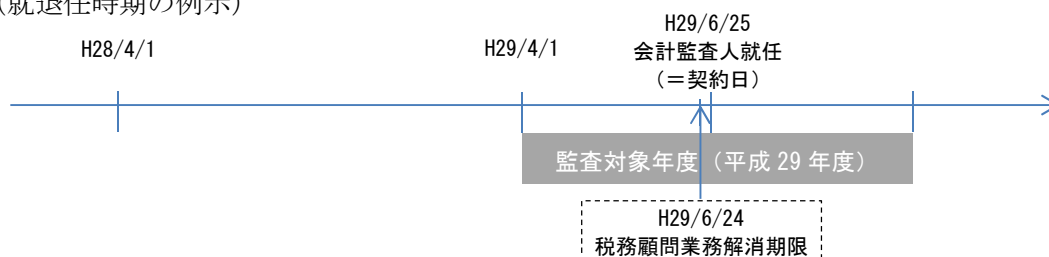 (就退任時期の例示)
H28/4/1
H29/4/1
H29/6/25
会計監査人就任
(=契約日)
監査対象年度(平成 29 年度)
H29/6/24
税務顧問業務解消期限